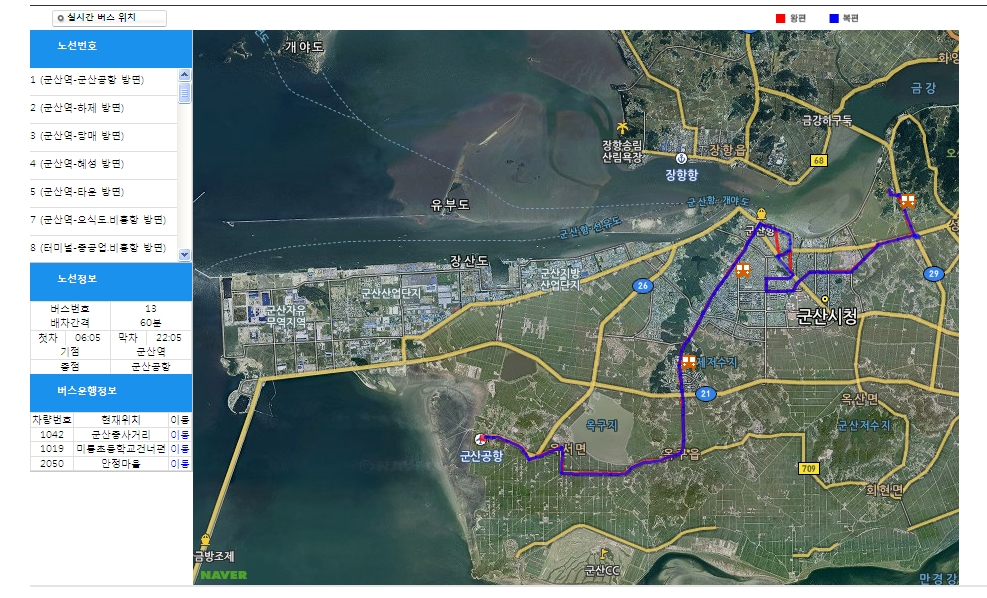 실시간 버스 위치
왕편
복편
노선번호
1 (군산역-군산공항 방면)
2 (군산역-하제 방면)
3 (군산역-당매 방면)
4 (군산역-혜성 방면)
5 (군산역-타운 방면)
7 (군산역-오식도.비흥항 방면)
8 (터미널-중공업.비흥항 방면)
노선정보
버스번호 13
배차간격 60분
첫차 06:05 막차 22:05
기점 군산역
종점 군산공항
버스운행정보
차량번호 현재위치 이동
1042 군산중사거리 이동
1019 미룡초등학교건너편 이동
2050 안정마을 이동
개야도
금강
금강하구둑
장항송림
산림욕장
장항읍
68
장항항
유부도
군산항-개야도
군산항-선유도
군산항
장산도
군산지방
산업단지
군산산업단지
26
29
군산자유
무역지역
군산시청
21
옥산면
옥구지
군산저수지
옥서면
옥구읍
군산공항
709
회현면
금방조제
군산CC
만경강
NAVER